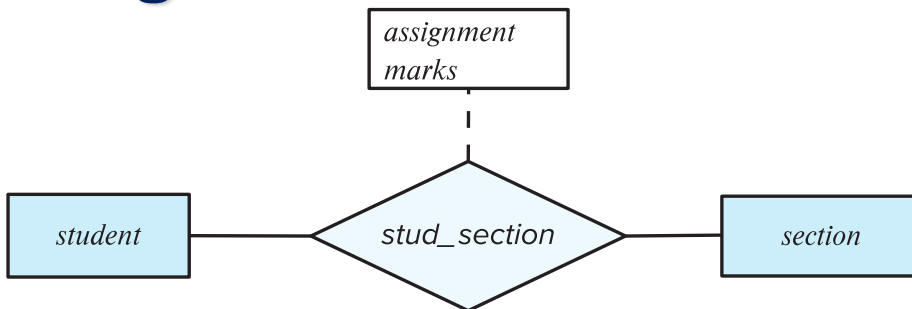 assignment
marks
student
stud_section
section